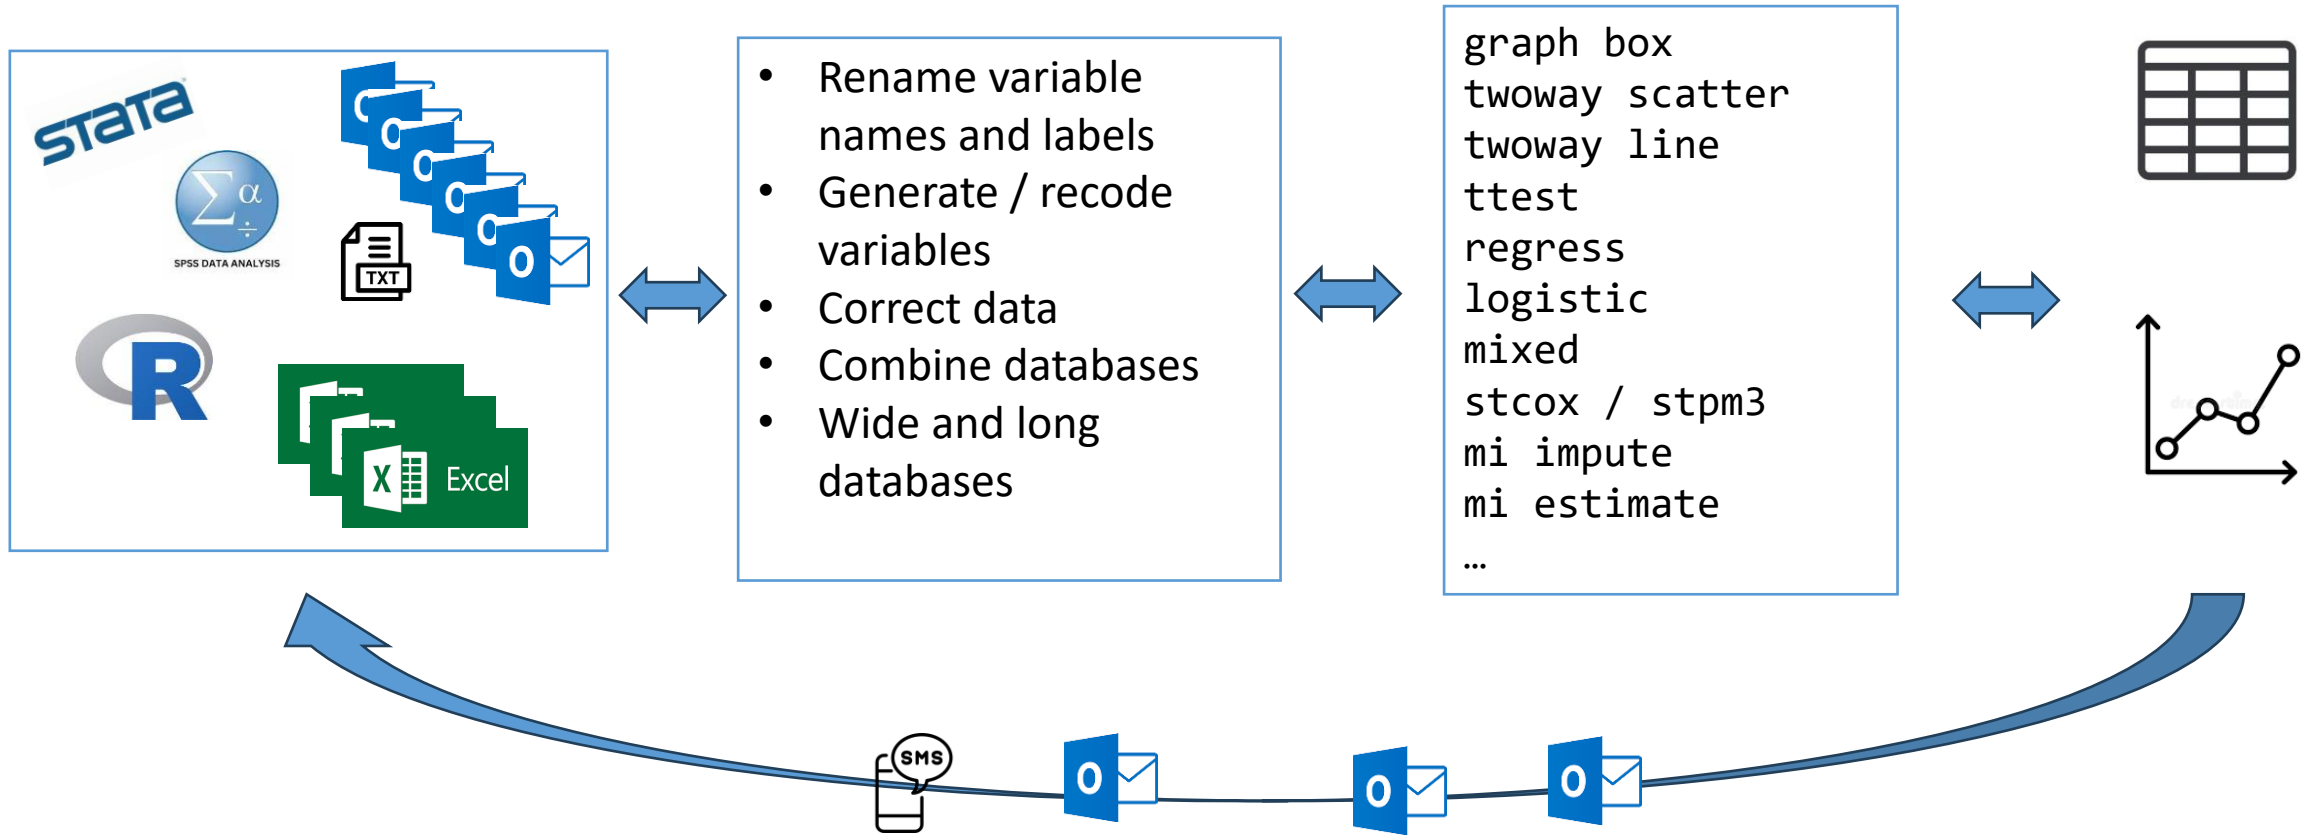 STATA
Σ α
÷
SPSS DATA ANALYSIS
R
O
O
O
O
O
O
TXT
X Excel
• Rename variable
names and labels
• Generate / recode
variables
• Correct data
• Combine databases
• Wide and long
databases
graph box
twoway scatter
twoway line
ttest
regress
logistic
mixed
stcox / stpm3
mi impute
mi estimate
…
SMS
O
O
O